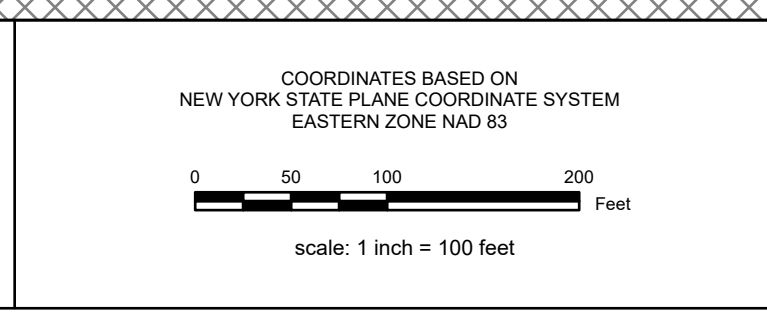 COORDINATES BASED ON
NEW YORK STATE PLANE COORDINATE SYSTEM
EASTERN ZONE NAD 83
0 50 100 200
Feet
scale: 1 inch = 100 feet